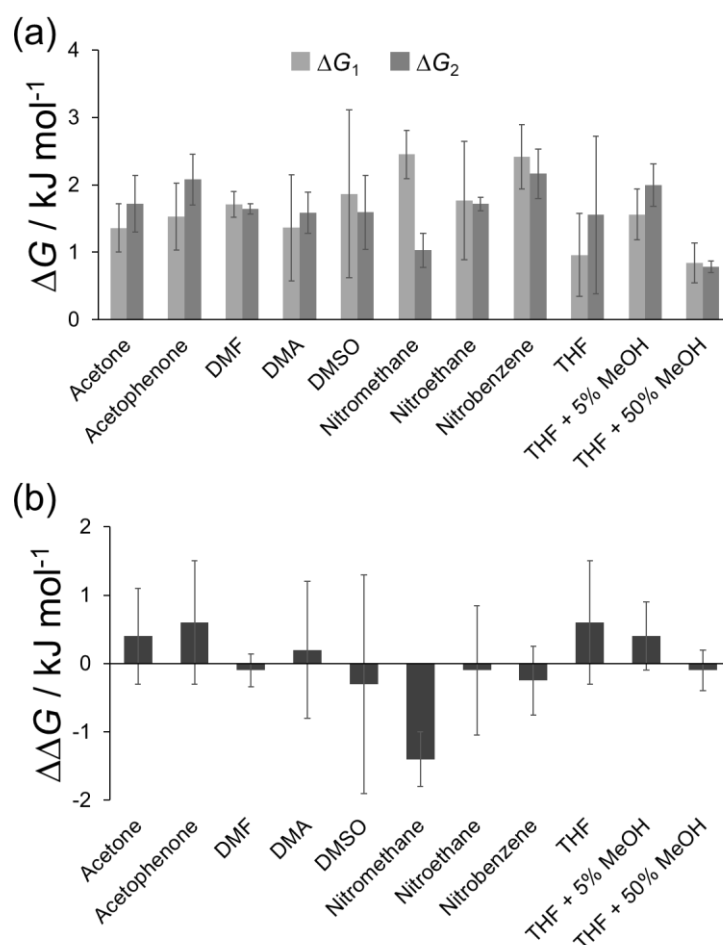 (a)
ΔG₁ ΔG₂
ΔG / kJ mol⁻¹
4
3
2
1
0
Acetone
Acetophenone
DMF
DMA
DMSO
Nitromethane
Nitroethane
Nitrobenzene
THF
THF + 5% MeOH
THF + 50% MeOH
(b)
ΔΔG / kJ mol⁻¹
2
1
0
-1
-2
Acetone
Acetophenone
DMF
DMA
DMSO
Nitromethane
Nitroethane
Nitrobenzene
THF
THF + 5% MeOH
THF + 50% MeOH